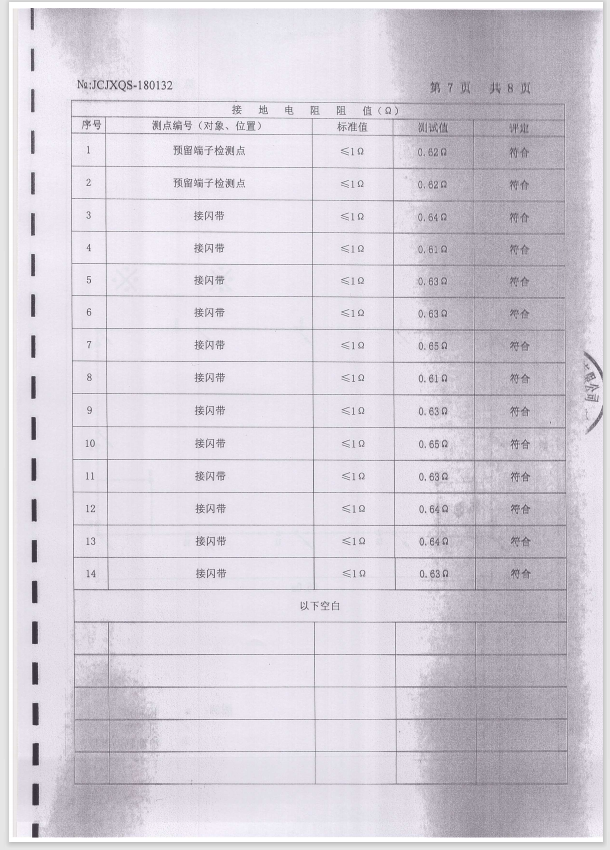 №:JCJXQS-180132
第 7 页 共 8 页
接 地 电 阻 阻 值(Ω)
序号 测点编号(对象、位置) 标准值 测试值 评定
1 预留端子检测点 ≤1Ω 0.62Ω 符合
2 预留端子检测点 ≤1Ω 0.62Ω 符合
3 接闪带 ≤1Ω 0.64Ω 符合
4 接闪带 ≤1Ω 0.61Ω 符合
5 接闪带 ≤1Ω 0.63Ω 符合
6 接闪带 ≤1Ω 0.63Ω 符合
7 接闪带 ≤1Ω 0.65Ω 符合
8 接闪带 ≤1Ω 0.61Ω 符合
9 接闪带 ≤1Ω 0.63Ω 符合
10 接闪带 ≤1Ω 0.65Ω 符合
11 接闪带 ≤1Ω 0.63Ω 符合
12 接闪带 ≤1Ω 0.64Ω 符合
13 接闪带 ≤1Ω 0.64Ω 符合
14 接闪带 ≤1Ω 0.63Ω 符合
以下空白
限公司